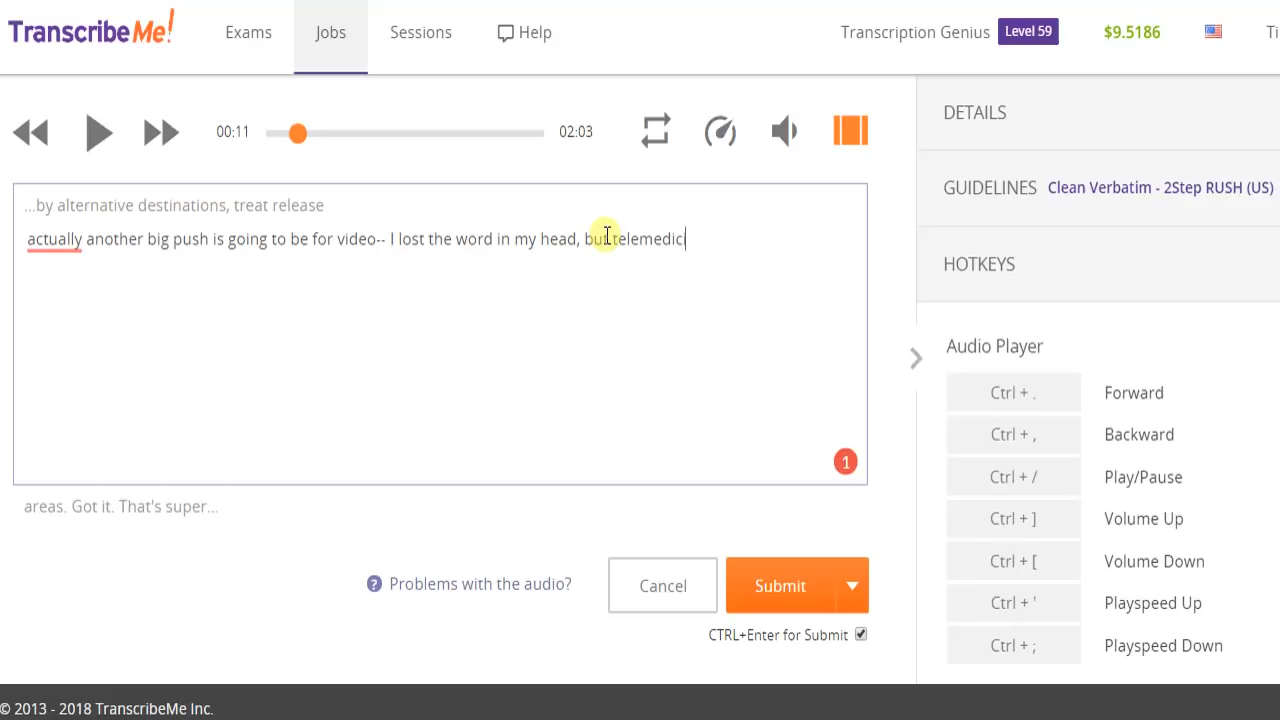 TranscribeMe!
Exams
Jobs
Sessions
Help
Transcription Genius
Level 59
$9.5186
Ti
00:11
02:03
...by alternative destinations, treat release
actually another big push is going to be for video-- I lost the word in my head, but telemedici
1
areas. Got it. That's super...
? Problems with the audio?
Cancel
Submit
CTRL+Enter for Submit
DETAILS
GUIDELINES Clean Verbatim - 2Step RUSH (US)
HOTKEYS
Audio Player
Ctrl + . Forward
Ctrl + , Backward
Ctrl + / Play/Pause
Ctrl + ] Volume Up
Ctrl + [ Volume Down
Ctrl + ' Playspeed Up
Ctrl + ; Playspeed Down
© 2013 - 2018 TranscribeMe Inc.